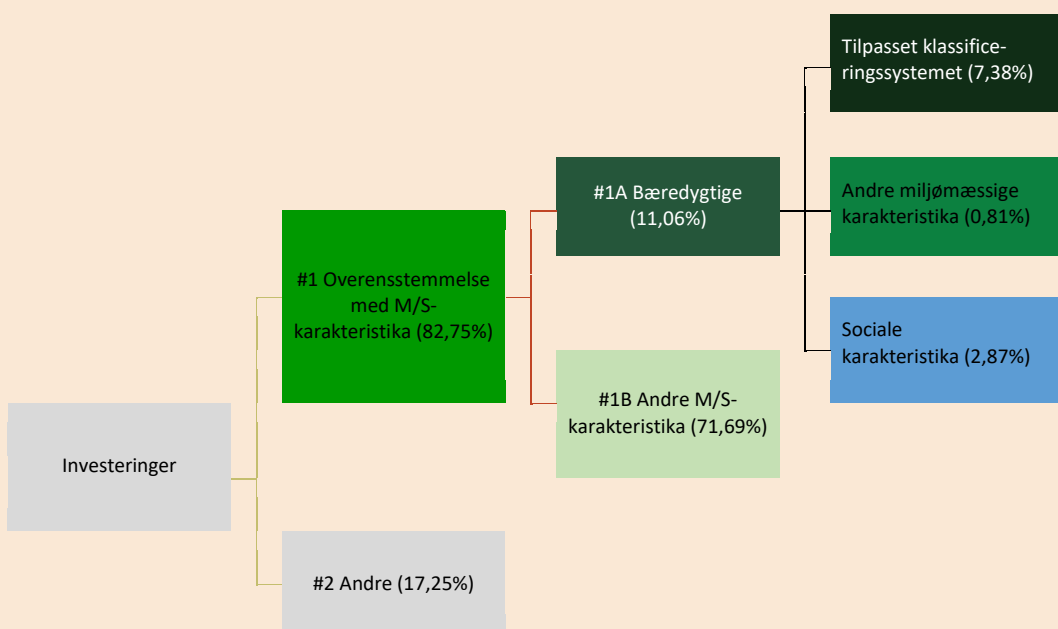 Tilpasset klassifice-
ringssystemet (7,38%)
#1A Bæredygtige
(11,06%)
Andre miljømæssige
karakteristika (0,81%)
#1 Overensstemmelse
med M/S-
karakteristika (82,75%)
Sociale
karakteristika (2,87%)
#1B Andre M/S-
karakteristika (71,69%)
Investeringer
#2 Andre (17,25%)